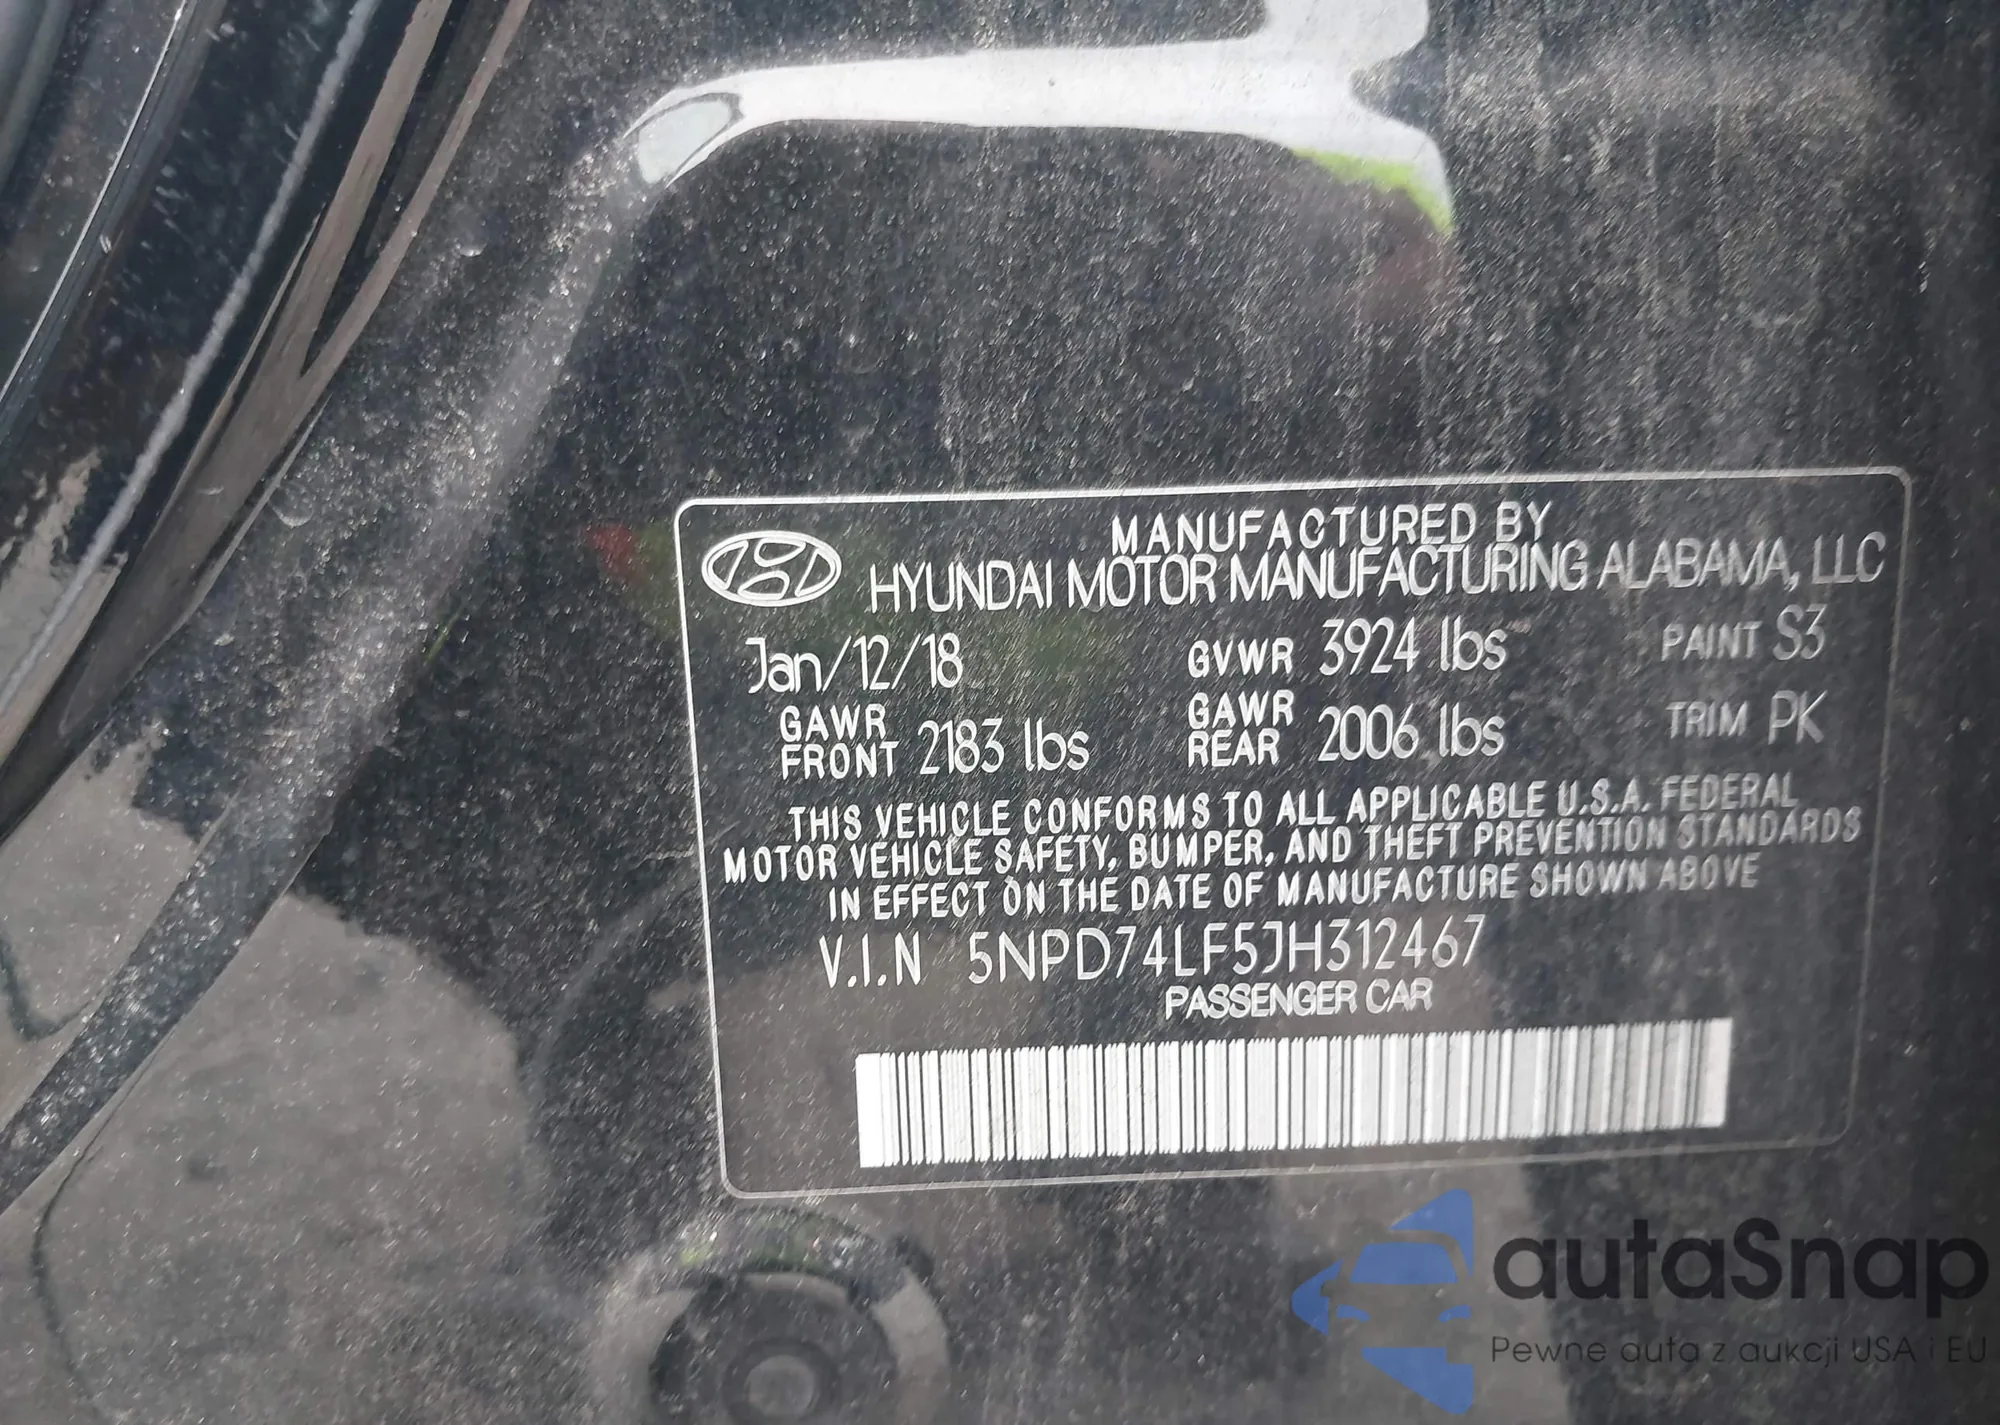 MANUFACTURED BY
HYUNDAI MOTOR MANUFACTURING ALABAMA, LLC
Jan/12/18 GVWR 3924 lbs PAINT S3
GAWR FRONT 2183 lbs GAWR REAR 2006 lbs TRIM PK
THIS VEHICLE CONFORMS TO ALL APPLICABLE U.S.A. FEDERAL
MOTOR VEHICLE SAFETY, BUMPER, AND THEFT PREVENTION STANDARDS
IN EFFECT ON THE DATE OF MANUFACTURE SHOWN ABOVE
V.I.N 5NPD74LF5JH312467
PASSENGER CAR
autaSnap
Pewne auta z aukcji USA i EU